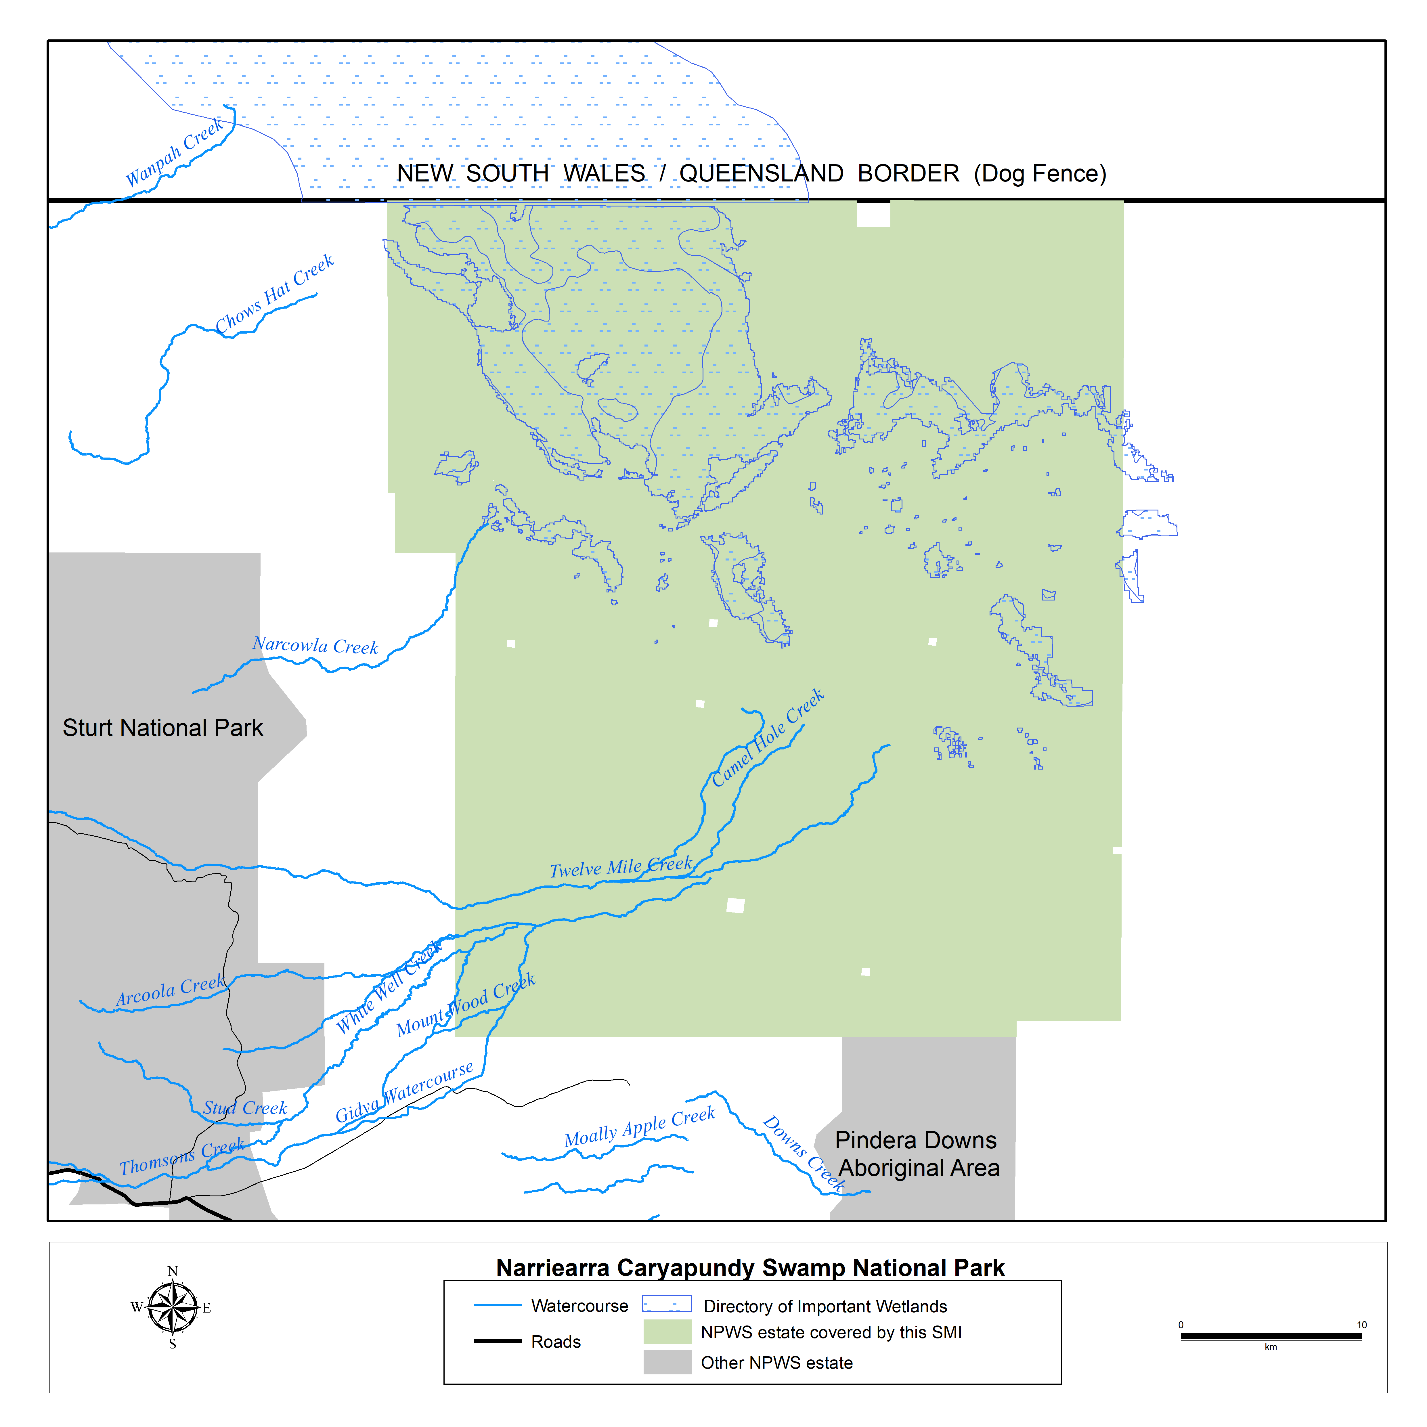 Wanpah Creek
NEW SOUTH WALES / QUEENSLAND BORDER (Dog Fence)
Chows Hat Creek
Narcowla Creek
Sturt National Park
Camel Hole Creek
Twelve Mile Creek
White Well Creek
Arcoola Creek
Mount Wood Creek
Gidya Watercourse
Stud Creek
Thomsons Creek
Moally Apple Creek
Downs Creek
Pindera Downs
Aboriginal Area
Narriearra Caryapundy Swamp National Park
N
W
E
S
Watercourse
Roads
Directory of Important Wetlands
NPWS estate covered by this SMI
Other NPWS estate
0 10
km